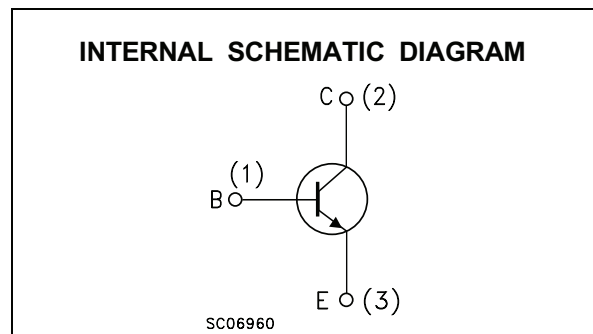 INTERNAL SCHEMATIC DIAGRAM
C (2)
(1)
B
E (3)
SC06960